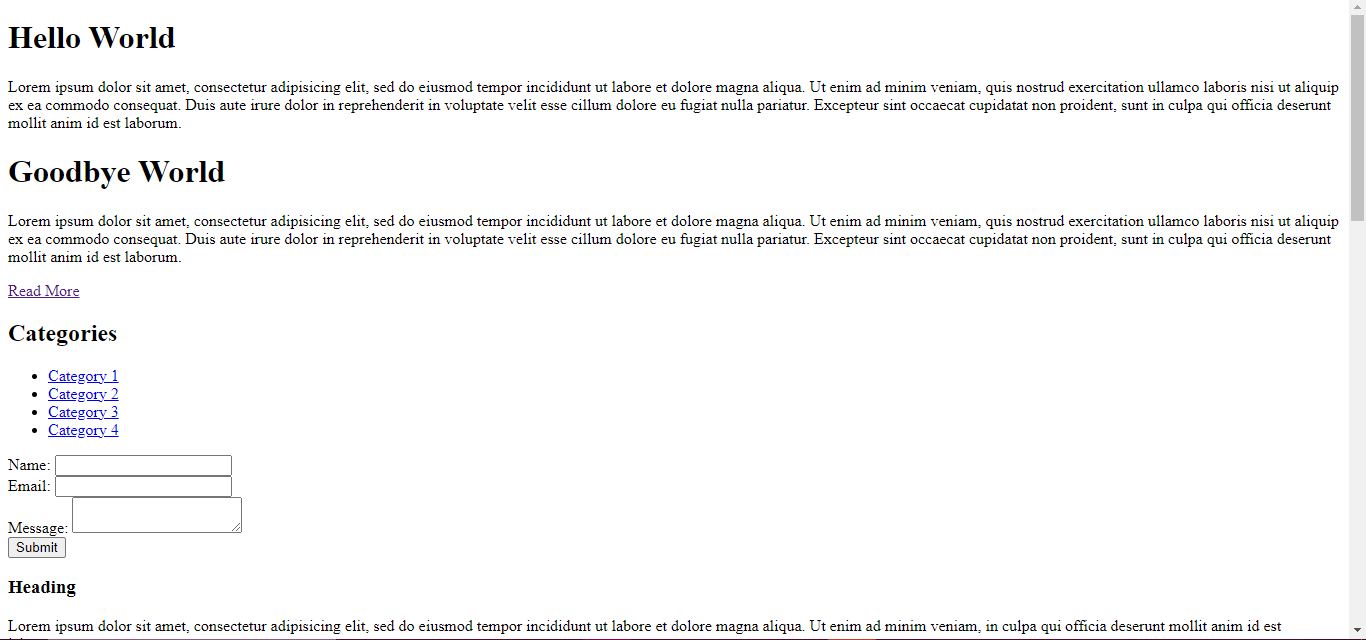 Hello World
Lorem ipsum dolor sit amet, consectetur adipisicing elit, sed do eiusmod tempor incididunt ut labore et dolore magna aliqua. Ut enim ad minim veniam, quis nostrud exercitation ullamco laboris nisi ut aliquip
ex ea commodo consequat. Duis aute irure dolor in reprehenderit in voluptate velit esse cillum dolore eu fugiat nulla pariatur. Excepteur sint occaecat cupidatat non proident, sunt in culpa qui officia deserunt
mollit anim id est laborum.
Goodbye World
Lorem ipsum dolor sit amet, consectetur adipisicing elit, sed do eiusmod tempor incididunt ut labore et dolore magna aliqua. Ut enim ad minim veniam, quis nostrud exercitation ullamco laboris nisi ut aliquip
ex ea commodo consequat. Duis aute irure dolor in reprehenderit in voluptate velit esse cillum dolore eu fugiat nulla pariatur. Excepteur sint occaecat cupidatat non proident, sunt in culpa qui officia deserunt
mollit anim id est laborum.
Read More
Categories
Category 1
Category 2
Category 3
Category 4
Name:
Email:
Message:
Submit
Heading
Lorem ipsum dolor sit amet, consectetur adipisicing elit, sed do eiusmod tempor incididunt ut labore et dolore magna aliqua. Ut enim ad minim veniam, in culpa qui officia deserunt mollit anim id est